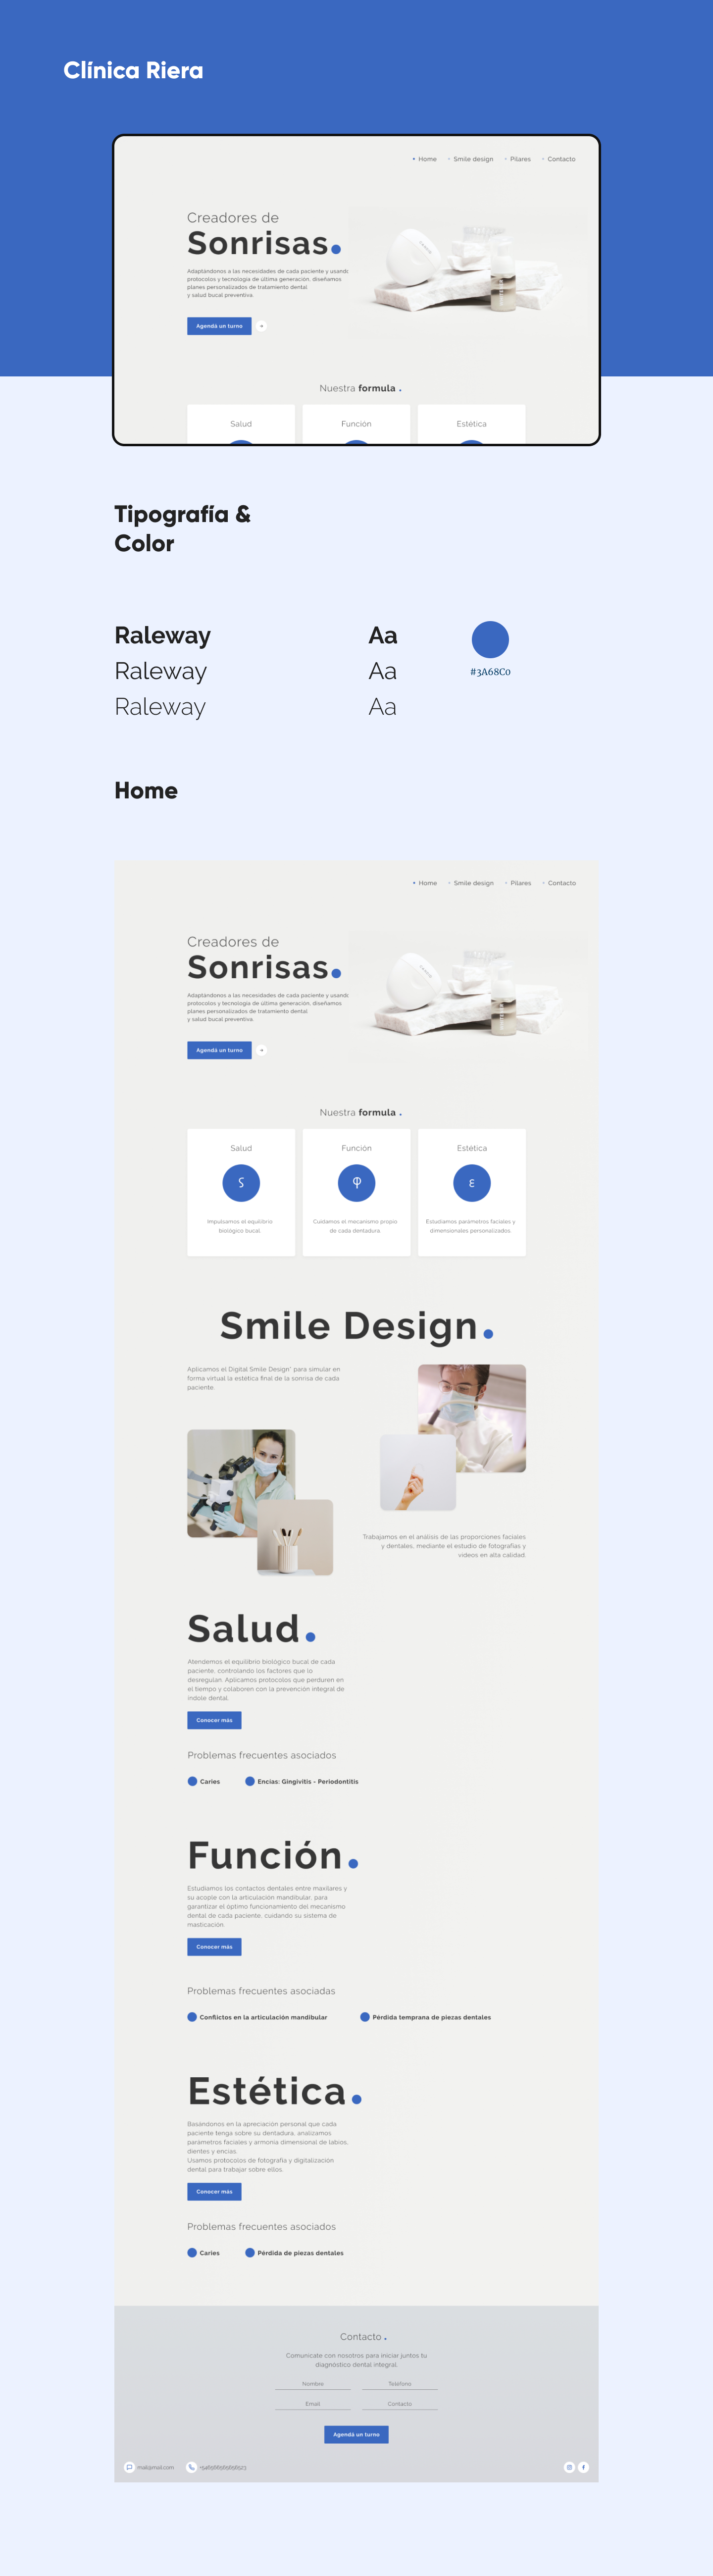 Clínica Riera
Home
Smile design
Pilares
Contacto
Creadores de
Sonrisas.
Adaptándonos a las necesidades de cada paciente y usando
protocolos y tecnología de última generación, diseñamos
planes personalizados de tratamiento dental
y salud bucal preventiva.
Agendá un turno
Nuestra formula .
Salud
Función
Estética
Tipografía &
Color
Raleway
Aa
Raleway
Aa
Raleway
Aa
#3A68C0
Home
Home
Smile design
Pilares
Contacto
Creadores de
Sonrisas.
Adaptándonos a las necesidades de cada paciente y usando
protocolos y tecnología de última generación, diseñamos
planes personalizados de tratamiento dental
y salud bucal preventiva.
Agendá un turno
Nuestra formula .
Salud
Función
Estética
Impulsamos el equilibrio
biológico bucal.
Cuidamos el mecanismo propio
de cada dentadura.
Estudiamos parámetros faciales y
dimensionales personalizados.
Smile Design.
Aplicamos el Digital Smile Design® para simular en
forma virtual la estética final de la sonrisa de cada
paciente.
Trabajamos en el análisis de las proporciones faciales
y dentales, mediante el estudio de fotografías y
videos en alta calidad.
Salud.
Atendemos el equilibrio biológico bucal de cada
paciente, controlando los factores que lo
desregulan. Aplicamos protocolos que perduren en
el tiempo y colaboren con la prevención integral de
índole dental.
Conocer más
Problemas frecuentes asociados
Caries
Encías: Gingivitis - Periodontitis
Función.
Estudiamos los contactos dentales entre maxilares y
su acople con la articulación mandibular, para
garantizar el óptimo funcionamiento del mecanismo
dental de cada paciente, cuidando su sistema de
masticación.
Conocer más
Problemas frecuentes asociadas
Conflictos en la articulación mandibular
Pérdida temprana de piezas dentales
Estética.
Basándonos en la apreciación personal que cada
paciente tenga sobre su dentadura, analizamos
parámetros faciales y armonía dimensional de labios,
dientes y encías.
Usamos protocolos de fotografía y digitalización
dental para trabajar sobre ellos.
Conocer más
Problemas frecuentes asociados
Caries
Pérdida de piezas dentales
Contacto .
Comunicate con nosotros para iniciar juntos tu
diagnóstico dental integral.
Nombre
Teléfono
Email
Contacto
Agendá un turno
mail@mail.com